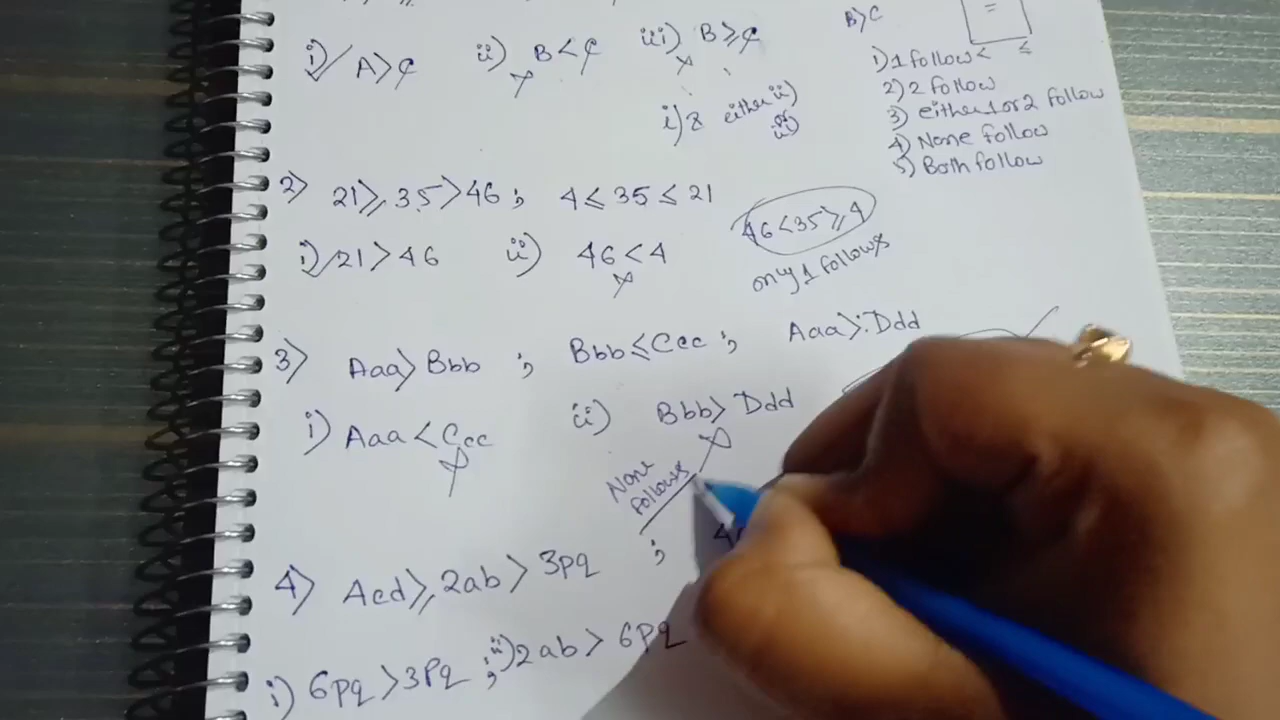 B>C
=
<
≤
i) A>C ii) B<C iii) B≥C
i) & either ii)
or
iii)
1) 1 follow
2) 2 follow
3) either 1 or 2 follow
4) None follow
5) Both follow
2) 21≥35>46; 4≤35≤21
46<35≥4
i) 21>46 ii) 46<4
only 1 follows
3) Aaa>Bbb ; Bbb≤Ccc ; Aaa>Ddd
i) Aaa<Ccc ii) Bbb>Ddd
None
follows
4) Acd≥2ab>3pq ;
i) 6pq>3pq ; ii) 2ab>6pq